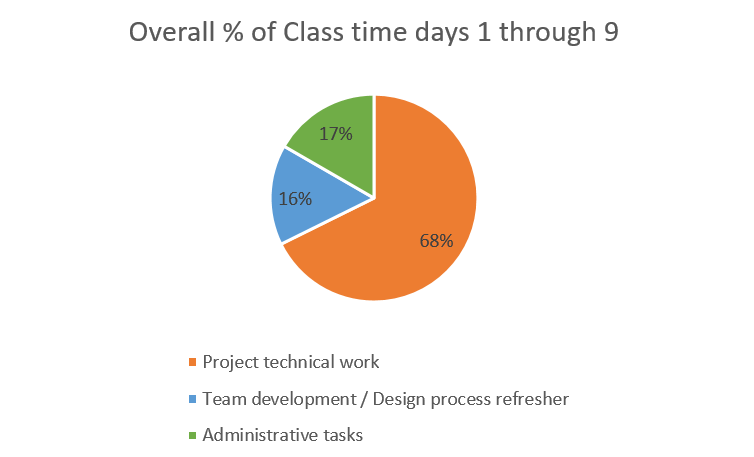 Overall % of Class time days 1 through 9
17%
16%
68%
Project technical work
Team development / Design process refresher
Administrative tasks